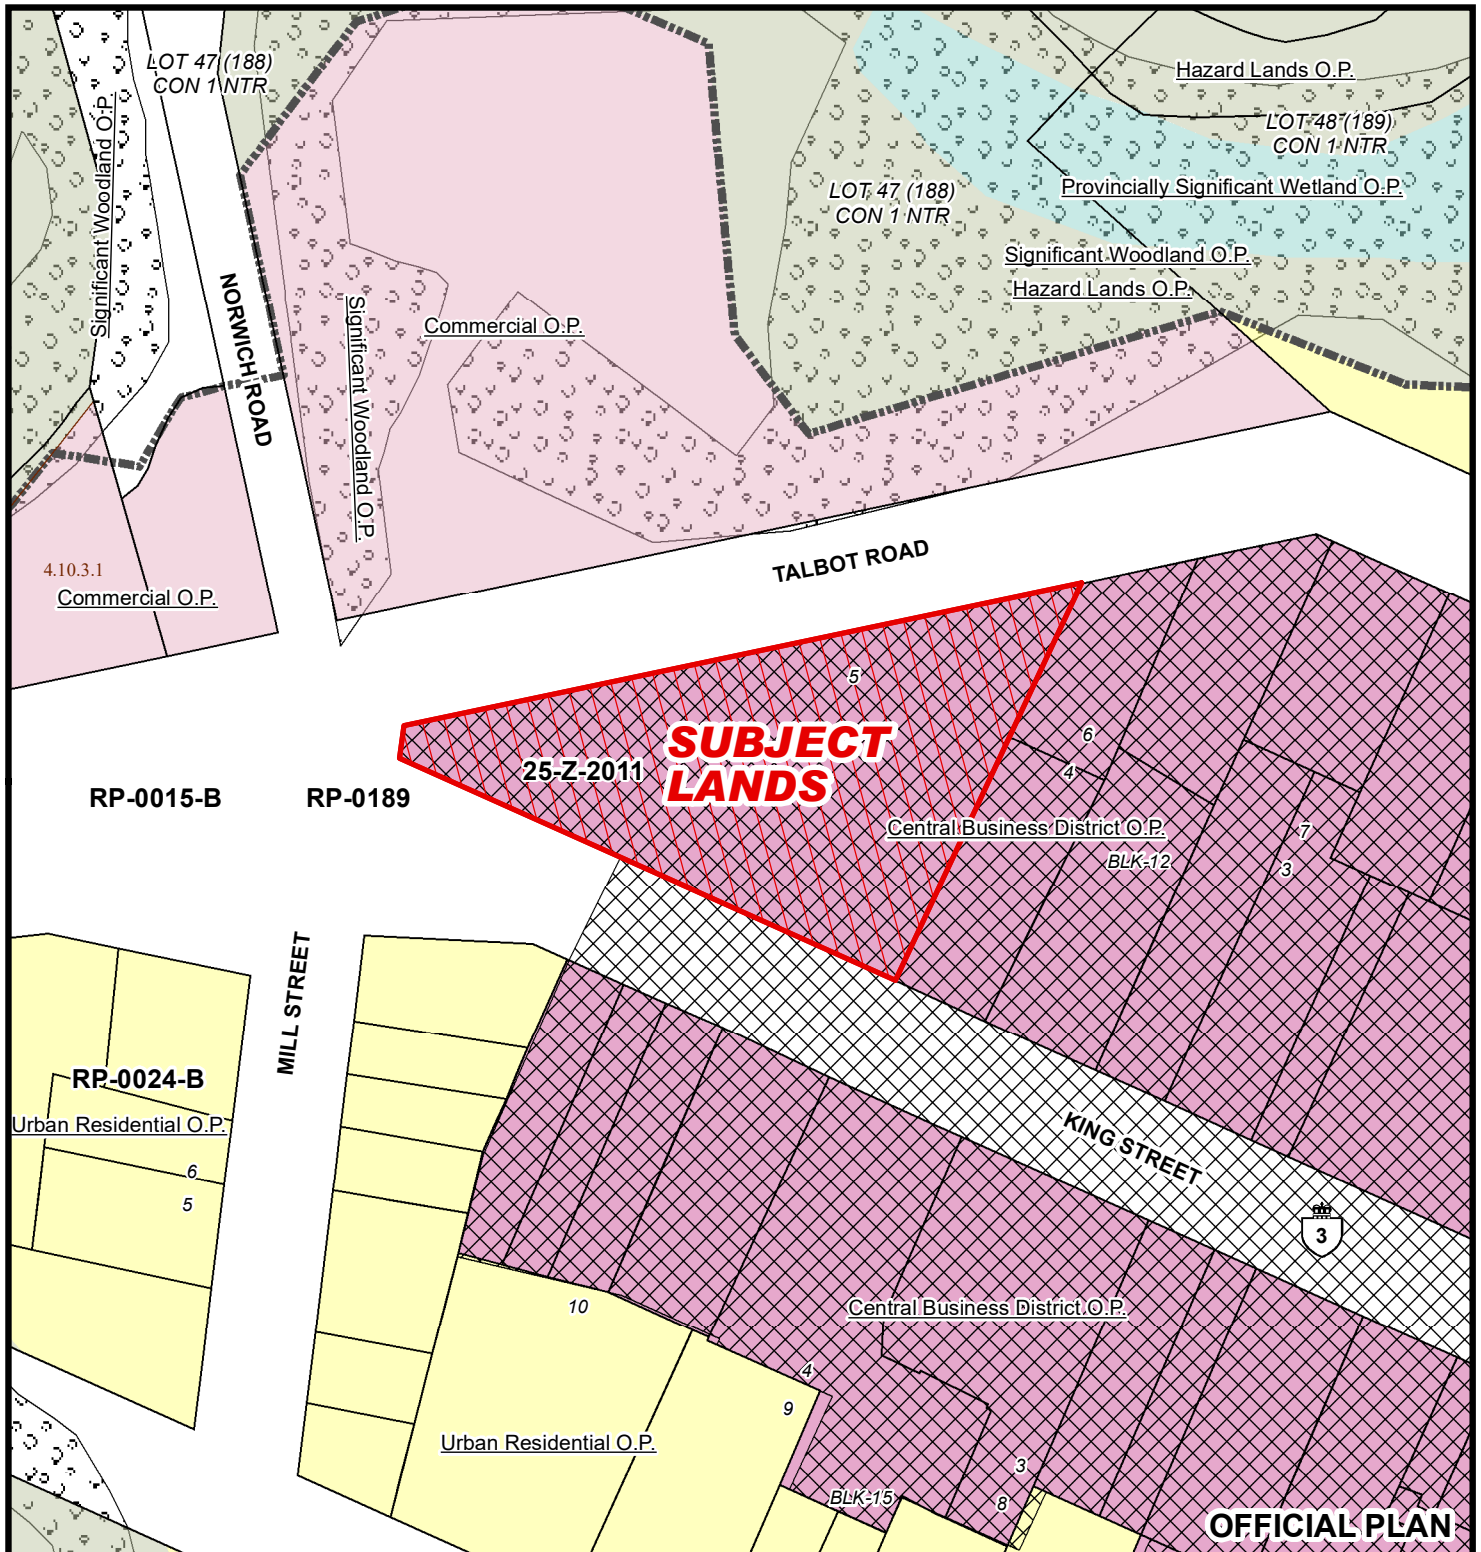 LOT 47 (188)
CON 1 NTR
Hazard Lands O.P.
LOT 48 (189)
CON 1 NTR
Significant Woodland O.P.
LOT 47 (188)
CON 1 NTR
Provincially Significant Wetland O.P.
Significant Woodland O.P.
Hazard Lands O.P.
NORWICH ROAD
Significant Woodland O.P.
Commercial O.P.
4.10.3.1
Commercial O.P.
TALBOT ROAD
5
SUBJECT
LANDS
25-Z-2011
RP-0015-B
RP-0189
6
4
Central Business District O.P.
BLK-12
7
3
MILL STREET
RP-0024-B
Urban Residential O.P.
6
5
KING STREET
3
10
Central Business District O.P.
4
9
Urban Residential O.P.
3
BLK-15
8
OFFICIAL PLAN